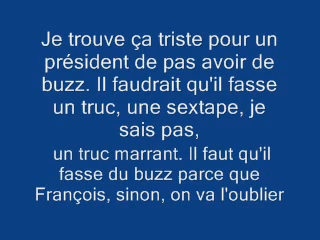 Je trouve ça triste pour un
président de pas avoir de
buzz. Il faudrait qu'il fasse
un truc, une sextape, je
sais pas,
un truc marrant. Il faut qu'il
fasse du buzz parce que
François, sinon, on va l'oublier